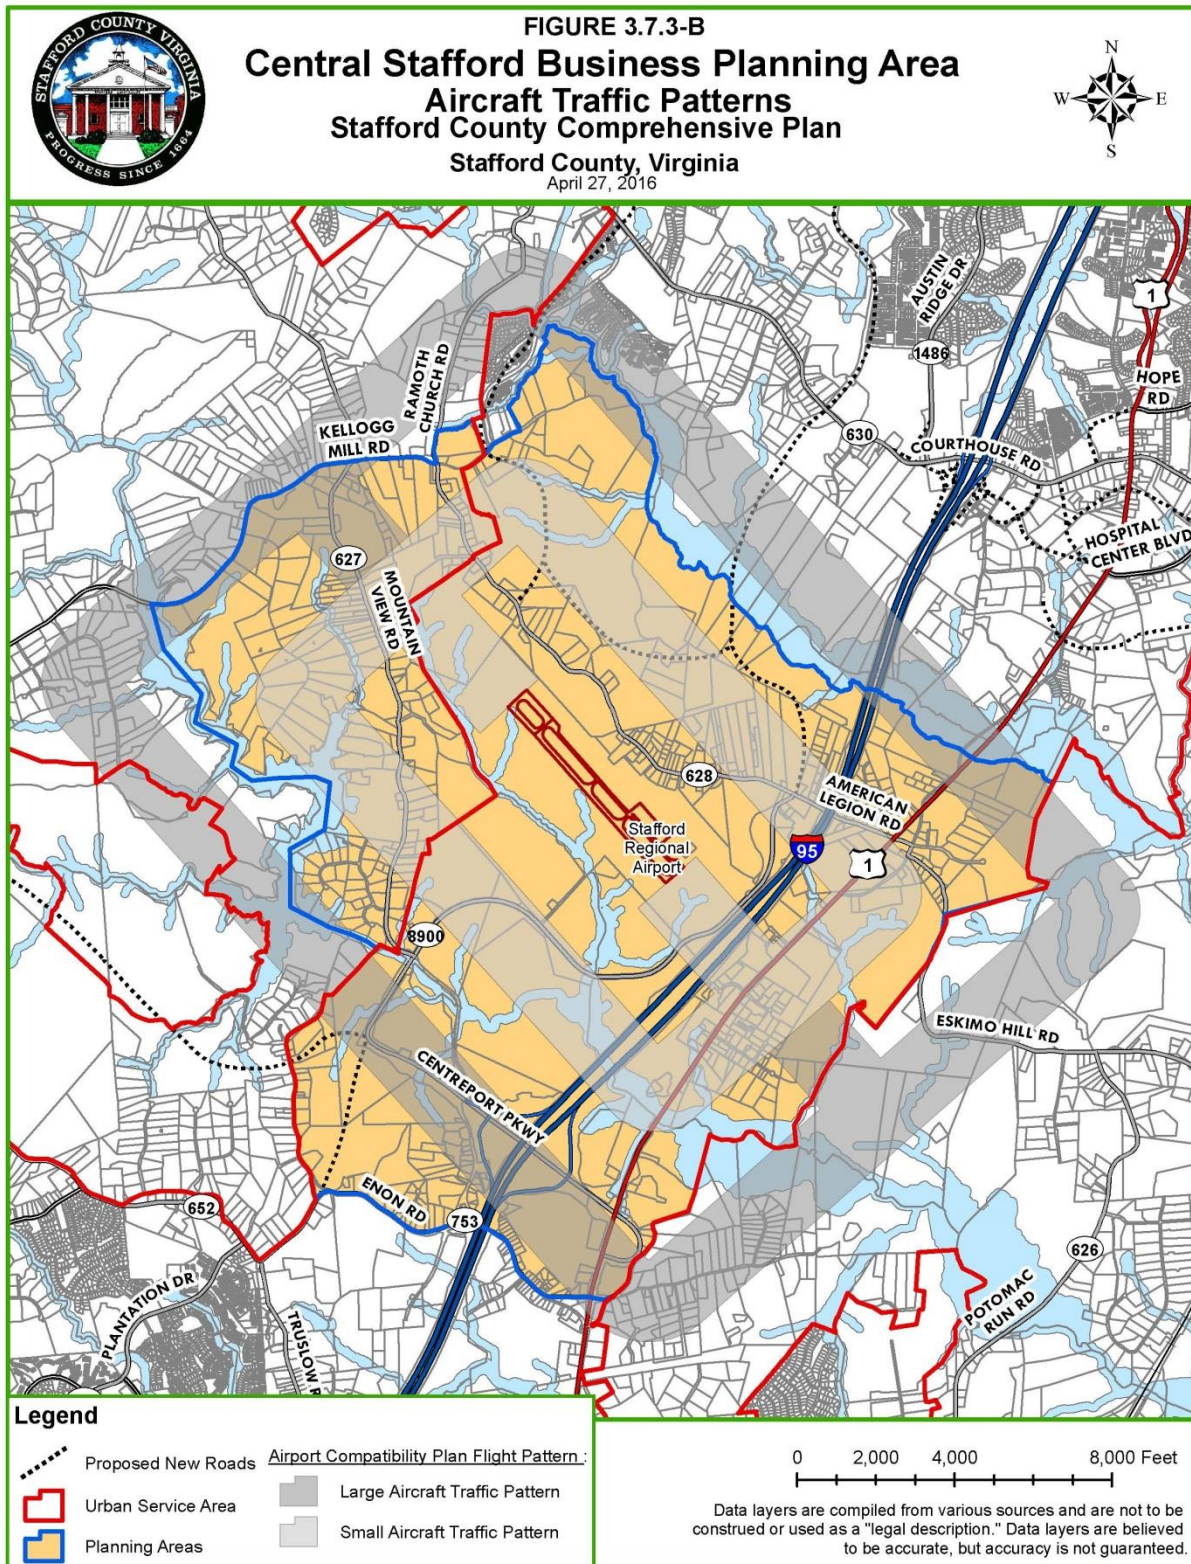 FIGURE 3.7.3-B
Central Stafford Business Planning Area
Aircraft Traffic Patterns
Stafford County Comprehensive Plan
Stafford County, Virginia
April 27, 2016
STAFFORD COUNTY VIRGINIA
PROGRESS SINCE 1664
N
W
E
S
AUSTIN
RIDGE DR
1
1486
HOPE
RD
RAMOTH
CHURCH RD
KELLOGG
MILL RD
630
COURTHOUSE RD
HOSPITAL
CENTER BLVD
627
MOUNTAIN
VIEW RD
628
AMERICAN
LEGION RD
Stafford
Regional
Airport
95
1
8900
ESKIMO HILL RD
CENTREPORT PKWY
ENON RD
753
652
626
PLANTATION DR
TRUSLOW R
POTOMAC
RUN RD
Legend
Proposed New Roads
Urban Service Area
Planning Areas
Airport Compatibility Plan Flight Pattern :
Large Aircraft Traffic Pattern
Small Aircraft Traffic Pattern
0 2,000 4,000 8,000 Feet
Data layers are compiled from various sources and are not to be
construed or used as a "legal description." Data layers are believed
to be accurate, but accuracy is not guaranteed.